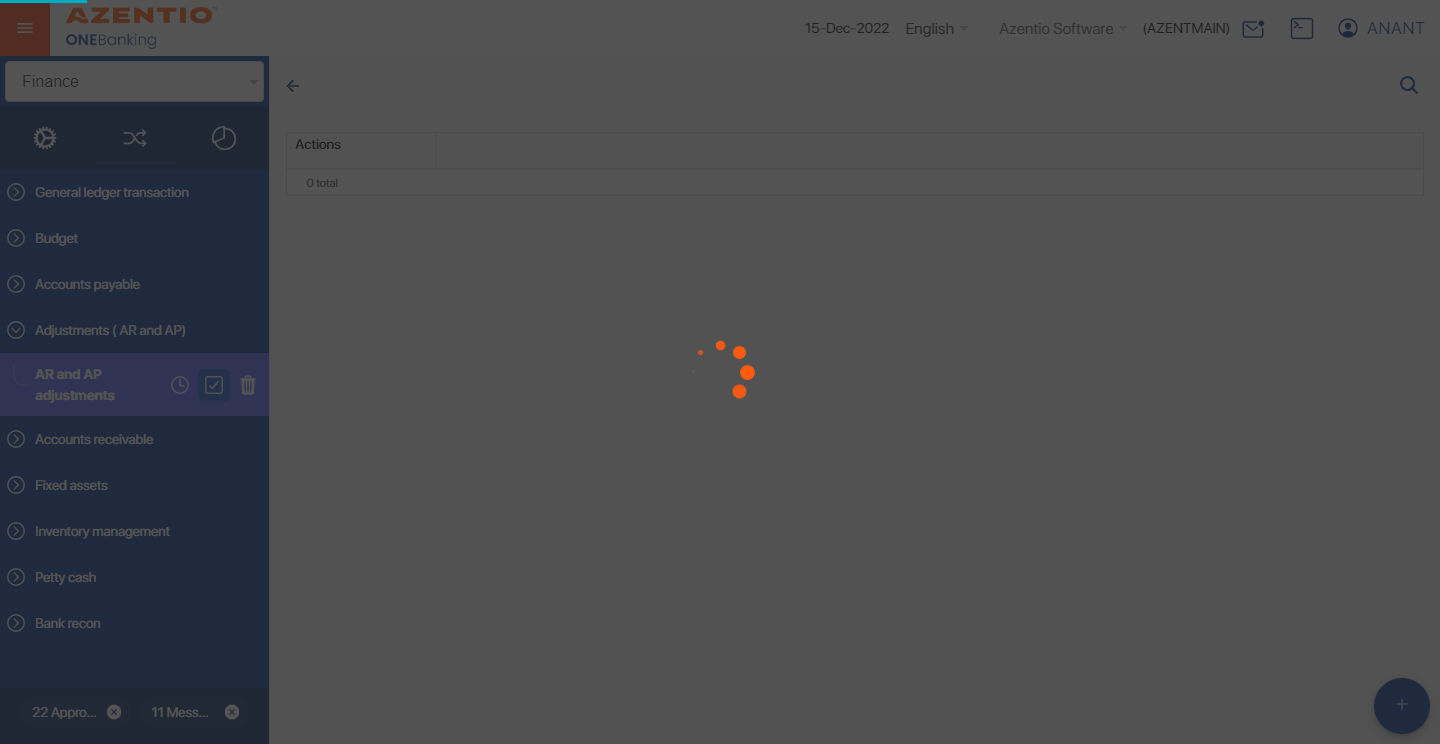 AZENTIO
ONEBanking
15-Dec-2022
English
Azentio Software
(AZENTMAIN)
ANANT
Finance
General ledger transaction
Budget
Accounts payable
Adjustments ( AR and AP)
AR and AP
adjustments
Accounts receivable
Fixed assets
Inventory management
Petty cash
Bank recon
22 Appro...
11 Mess...
Actions
0 total